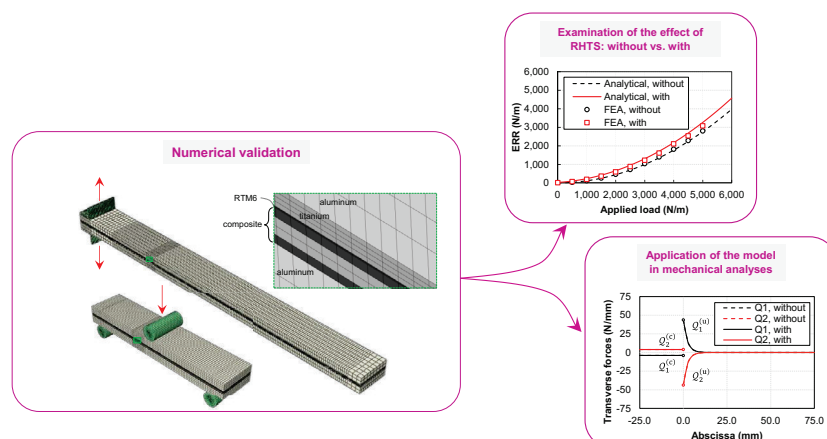 Numerical validation
RTM6
composite
aluminum
titanium
aluminum
Examination of the effect of
RHTS: without vs. with
ERR (N/m)
6,000
5,000
4,000
3,000
2,000
1,000
0
Analytical, without
Analytical, with
FEA, without
FEA, with
0 1,000 2,000 3,000 4,000 5,000 6,000
Applied load (N/m)
Application of the model
in mechanical analyses
Transverse forces (N/mm)
75
50
25
0
-25
-50
-75
Q1, without
Q2, without
Q1, with
Q2, with
Q₁⁽ᵘ⁾
Q₂⁽ᶜ⁾
Q₁⁽ᶜ⁾
Q₂⁽ᵘ⁾
-25.0 0.0 25.0 50.0 75.0
Abscissa (mm)